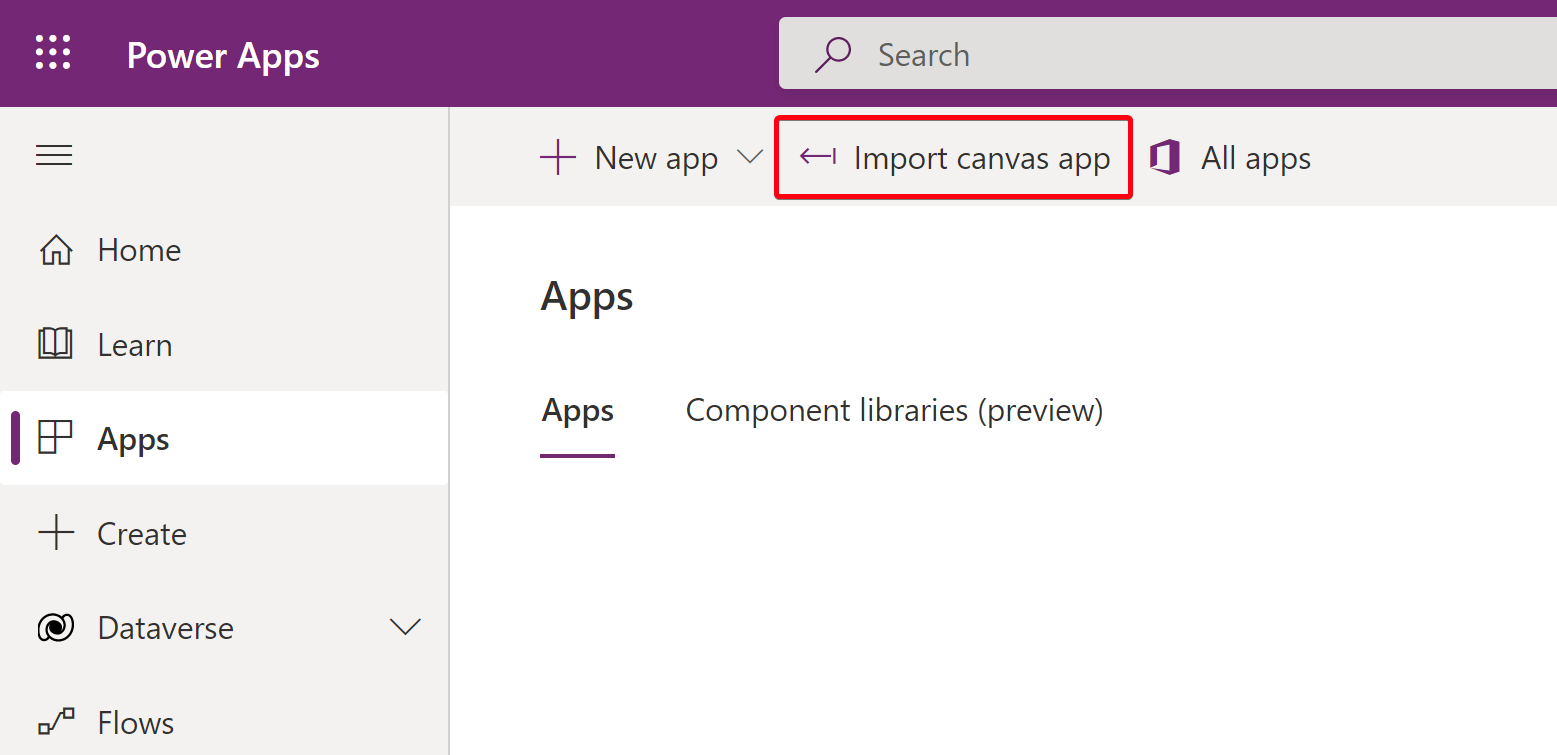 Power Apps
Search
New app
Import canvas app
All apps
Home
Learn
Apps
Create
Dataverse
Flows
Apps
Apps
Component libraries (preview)